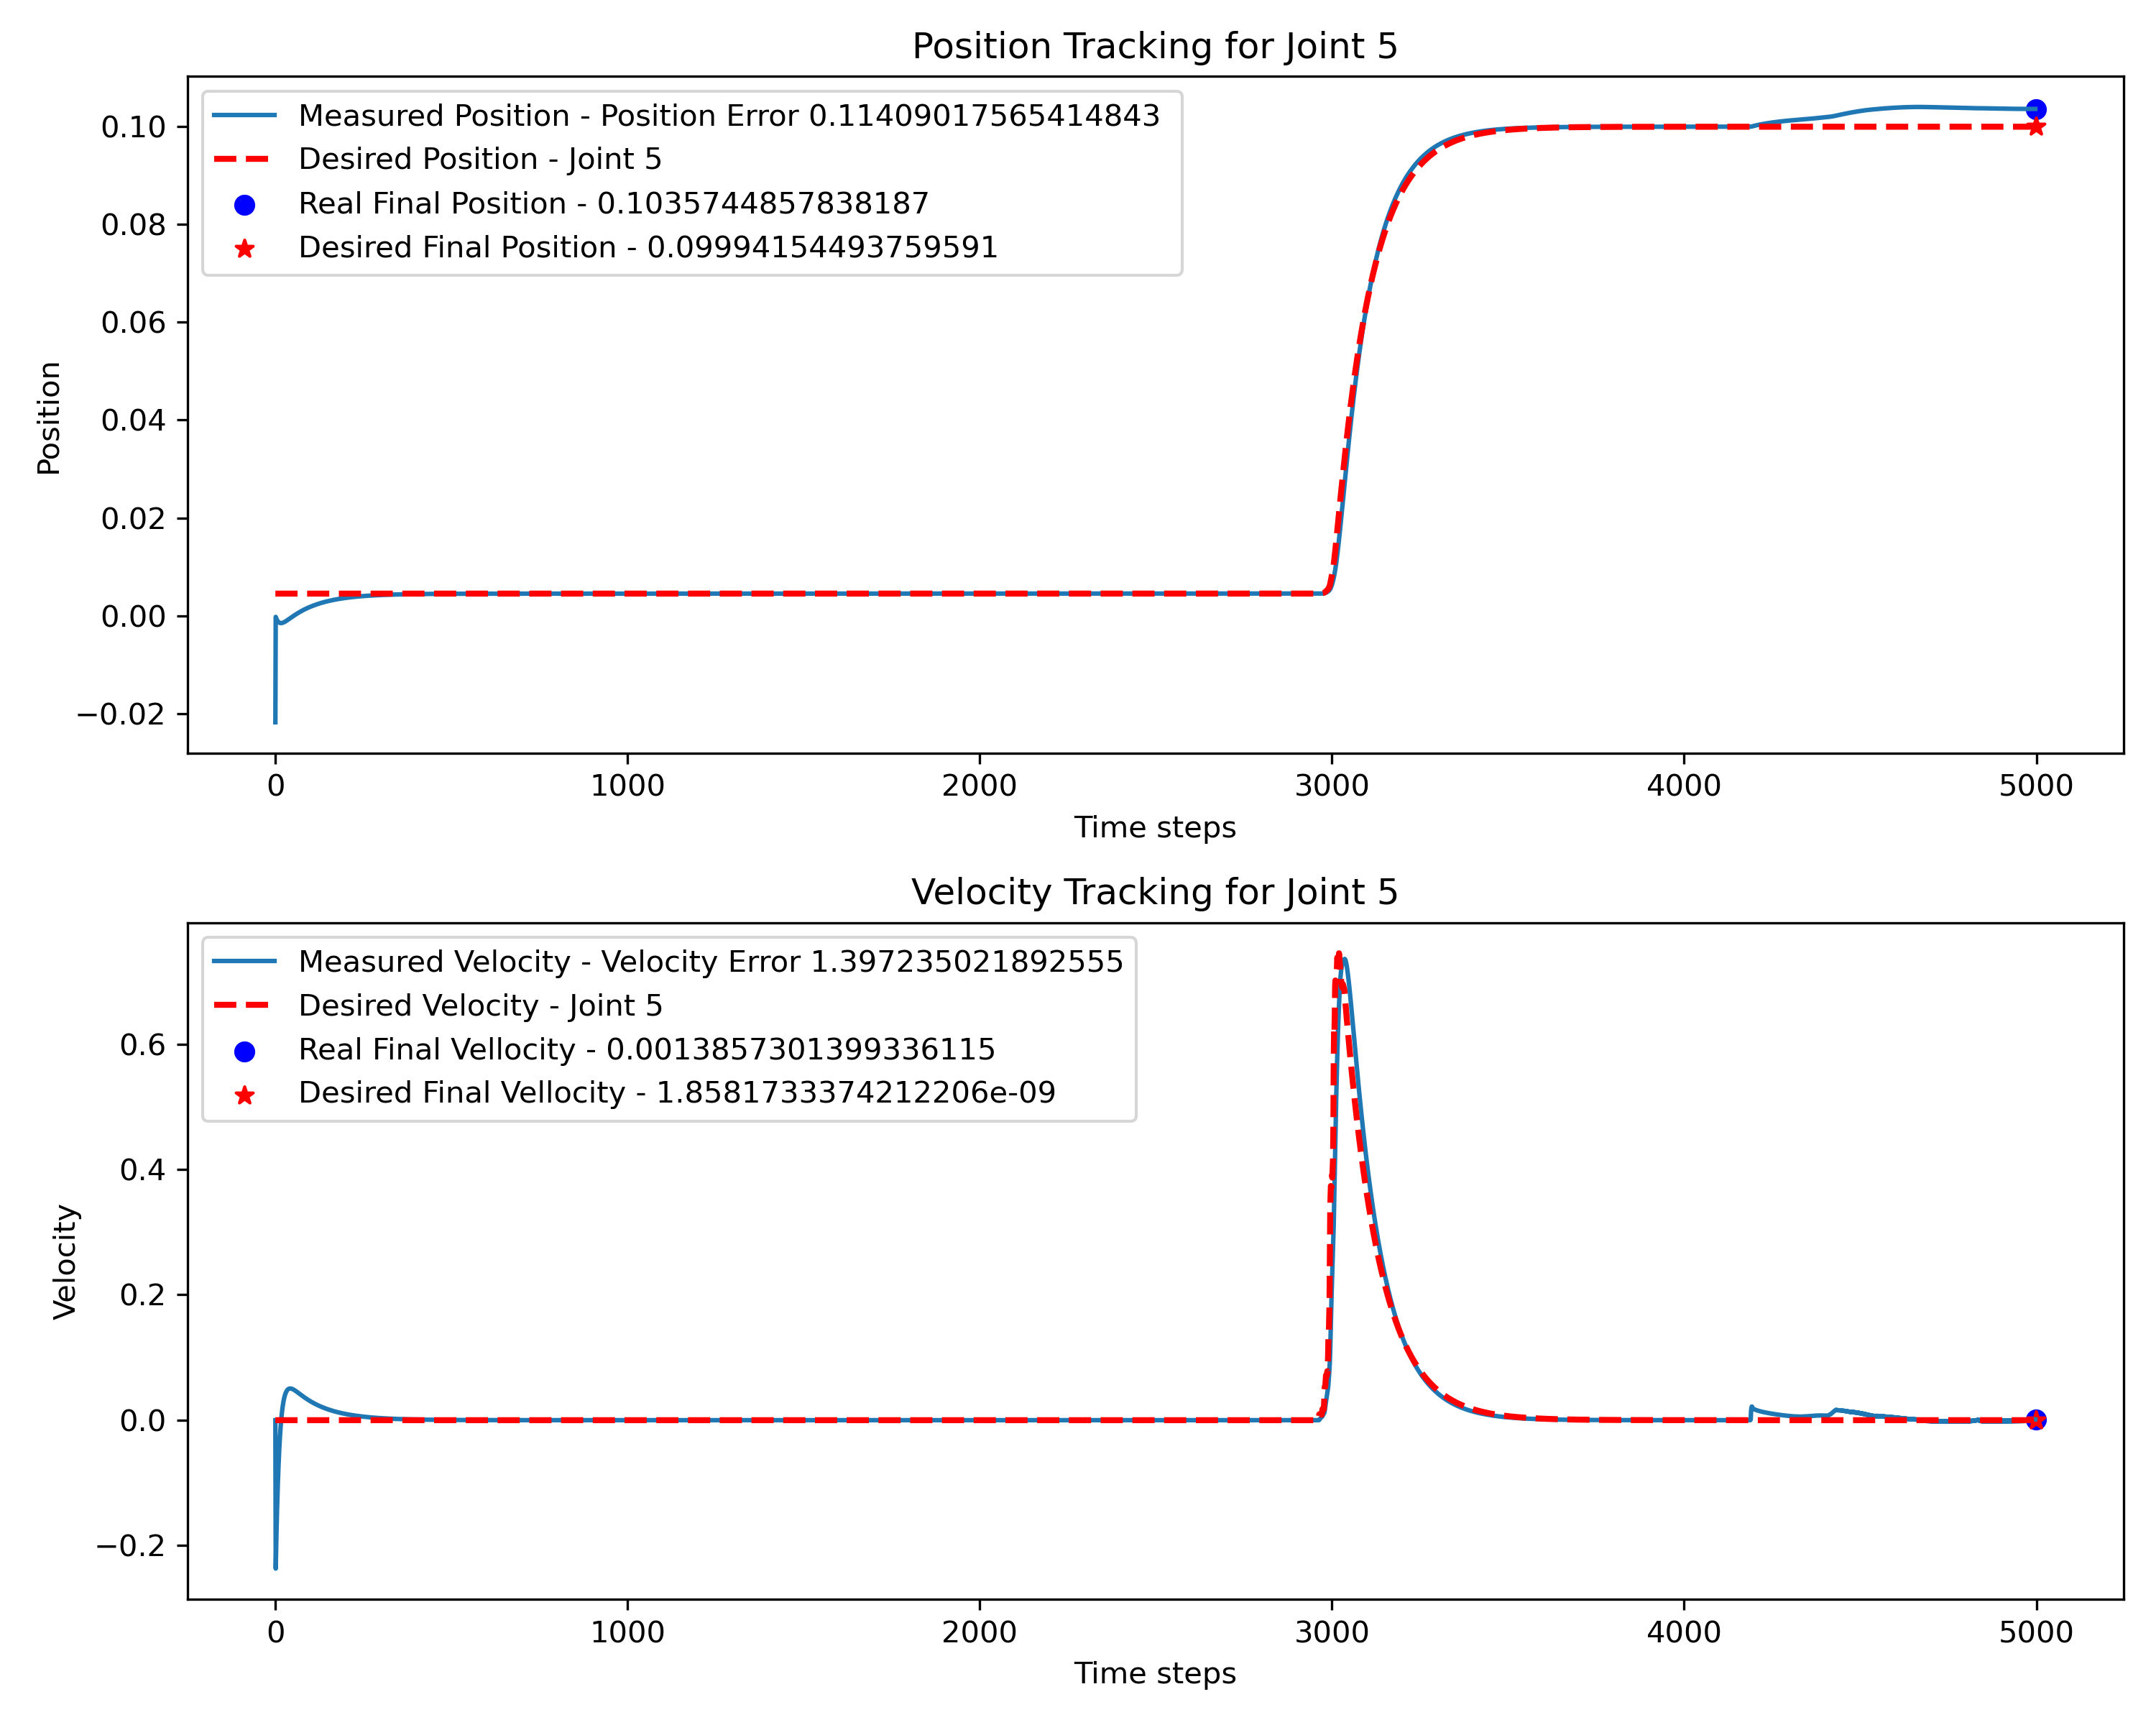 Position Tracking for Joint 5
Measured Position - Position Error 0.11409017565414843
Desired Position - Joint 5
Real Final Position - 0.1035744857838187
Desired Final Position - 0.09994154493759591
0.10
0.08
0.06
0.04
0.02
0.00
−0.02
Position
0 1000 2000 3000 4000 5000
Time steps
Velocity Tracking for Joint 5
Measured Velocity - Velocity Error 1.397235021892555
Desired Velocity - Joint 5
Real Final Vellocity - 0.0013857301399336115
Desired Final Vellocity - 1.8581733374212206e-09
0.6
0.4
0.2
0.0
−0.2
Velocity
0 1000 2000 3000 4000 5000
Time steps